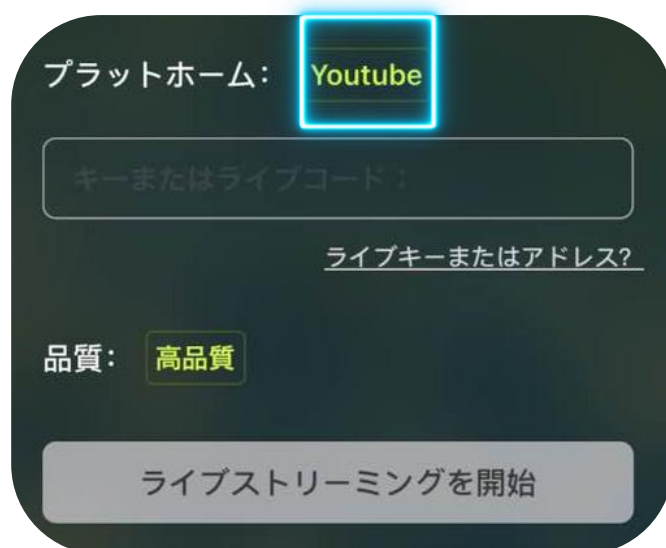 プラットホーム： Youtube
キーまたはライブコード：
ライブキーまたはアドレス?
品質： 高品質
ライブストリーミングを開始